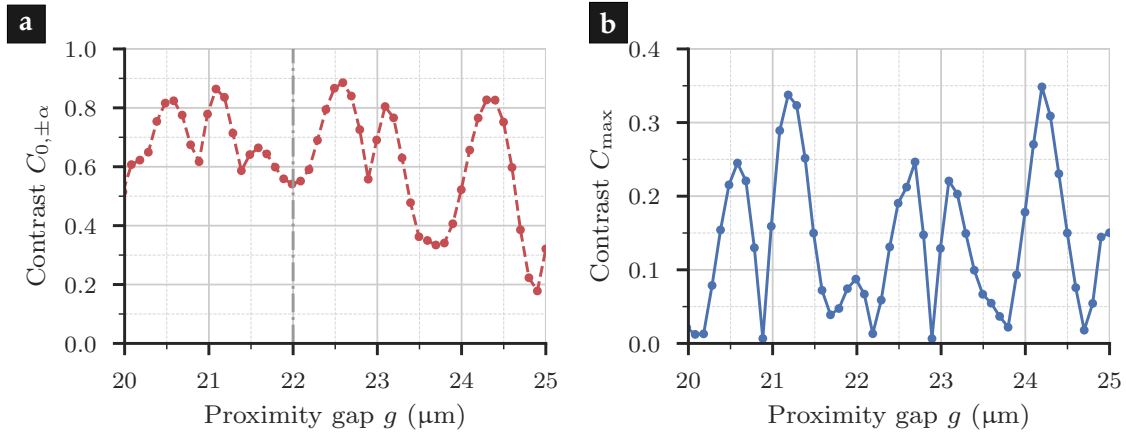 a
Contrast C0,±α
1.0
0.8
0.6
0.4
0.2
0.0
20 21 22 23 24 25
Proximity gap g (μm)
b
Contrast Cmax
0.4
0.3
0.2
0.1
0.0
20 21 22 23 24 25
Proximity gap g (μm)